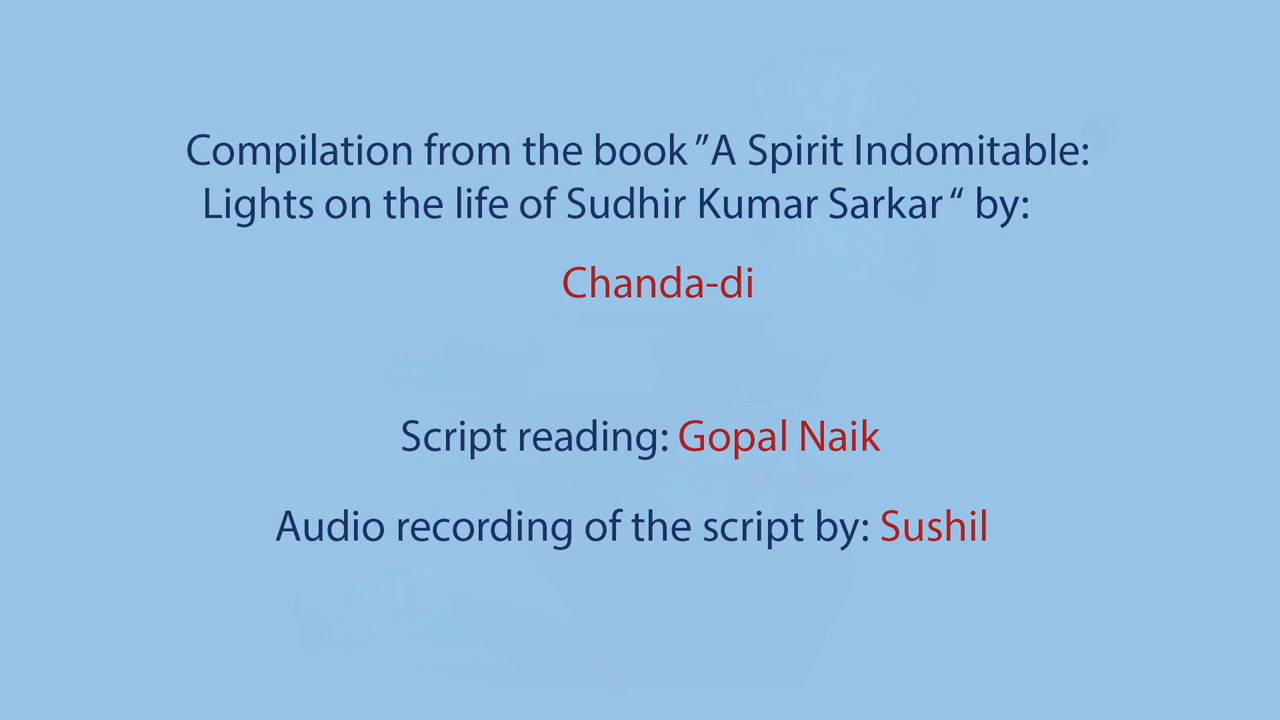 Compilation from the book ”A Spirit Indomitable:
Lights on the life of Sudhir Kumar Sarkar “ by:
Chanda-di
Script reading: Gopal Naik
Audio recording of the script by: Sushil